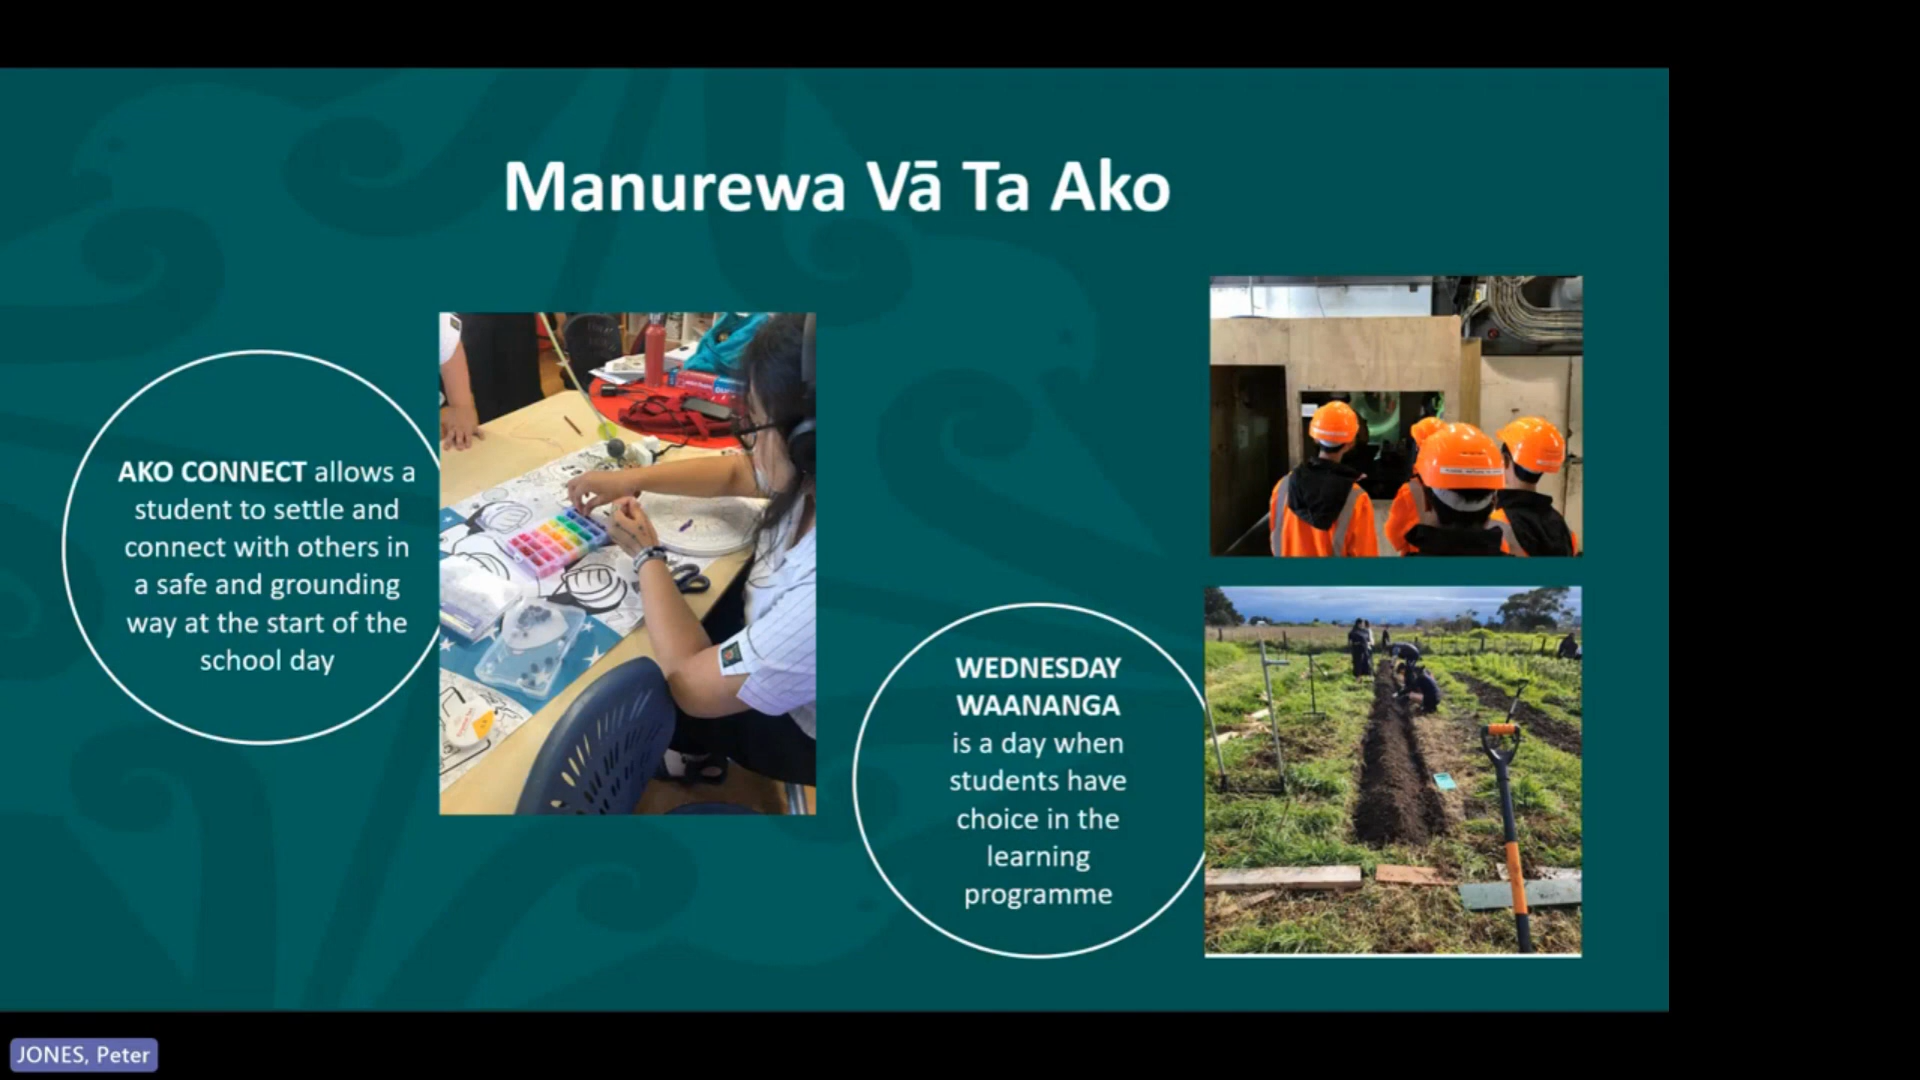 Manurewa Vā Ta Ako
AKO CONNECT allows a
student to settle and
connect with others in
a safe and grounding
way at the start of the
school day
WEDNESDAY
WAANANGA
is a day when
students have
choice in the
learning
programme
JONES, Peter